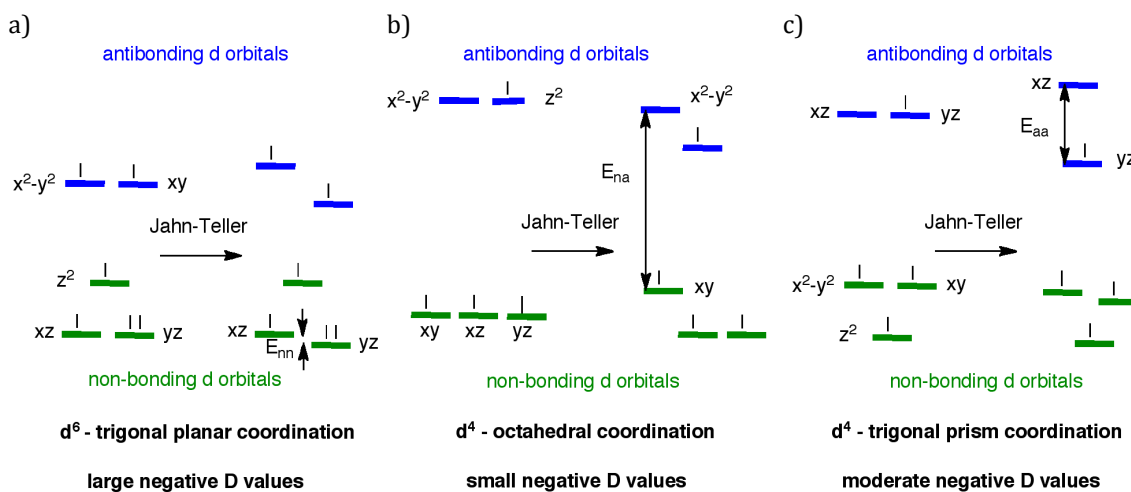 a)
antibonding d orbitals
x²-y² xy
Jahn-Teller
z²
xz yz
xz yz
Eₙₙ
non-bonding d orbitals
d⁶ - trigonal planar coordination
large negative D values
b)
antibonding d orbitals
x²-y² z²
x²-y²
Eₙₐ
Jahn-Teller
xy
xy xz yz
non-bonding d orbitals
d⁴ - octahedral coordination
small negative D values
c)
antibonding d orbitals
xz
xz yz
Eₐₐ
yz
Jahn-Teller
x²-y² xy
z²
non-bonding d orbitals
d⁴ - trigonal prism coordination
moderate negative D values